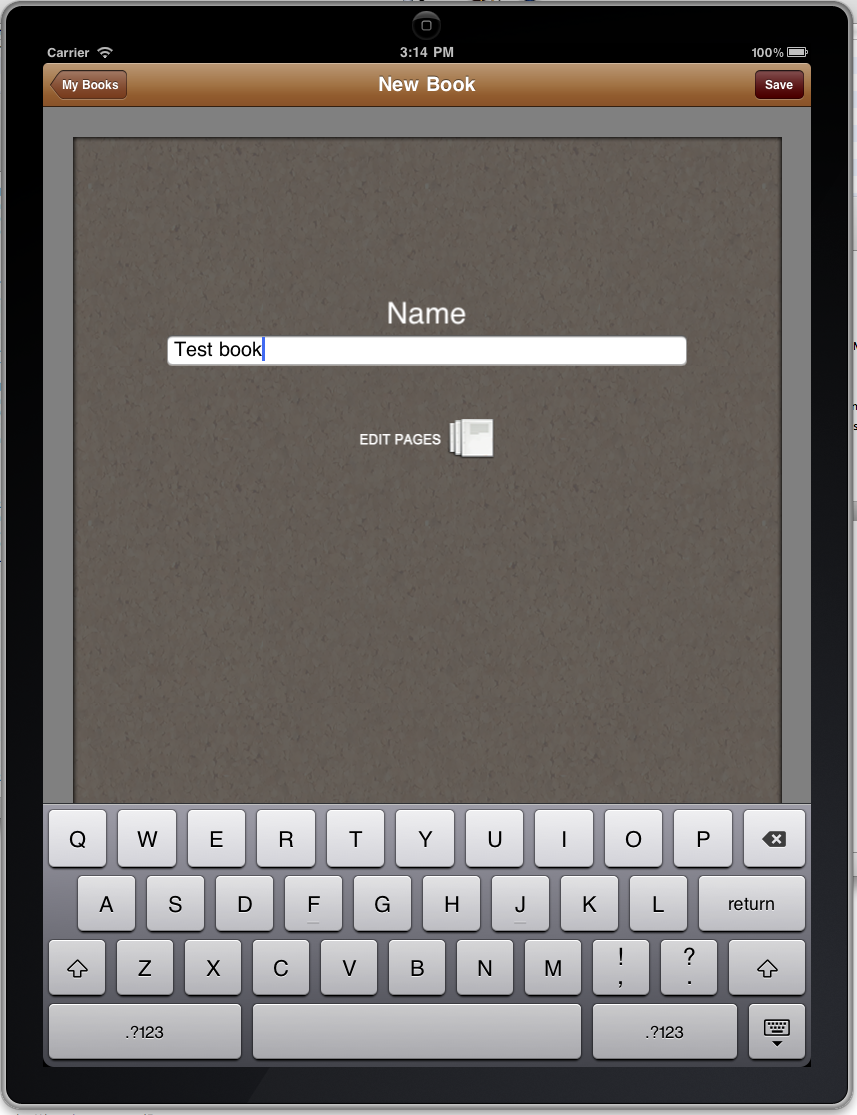 Carrier 3:14 PM 100%
My Books New Book Save
Name
Test book
EDIT PAGES
Q W E R T Y U I O P
A S D F G H J K L return
Z X C V B N M ! , ? .
.?123 .?123